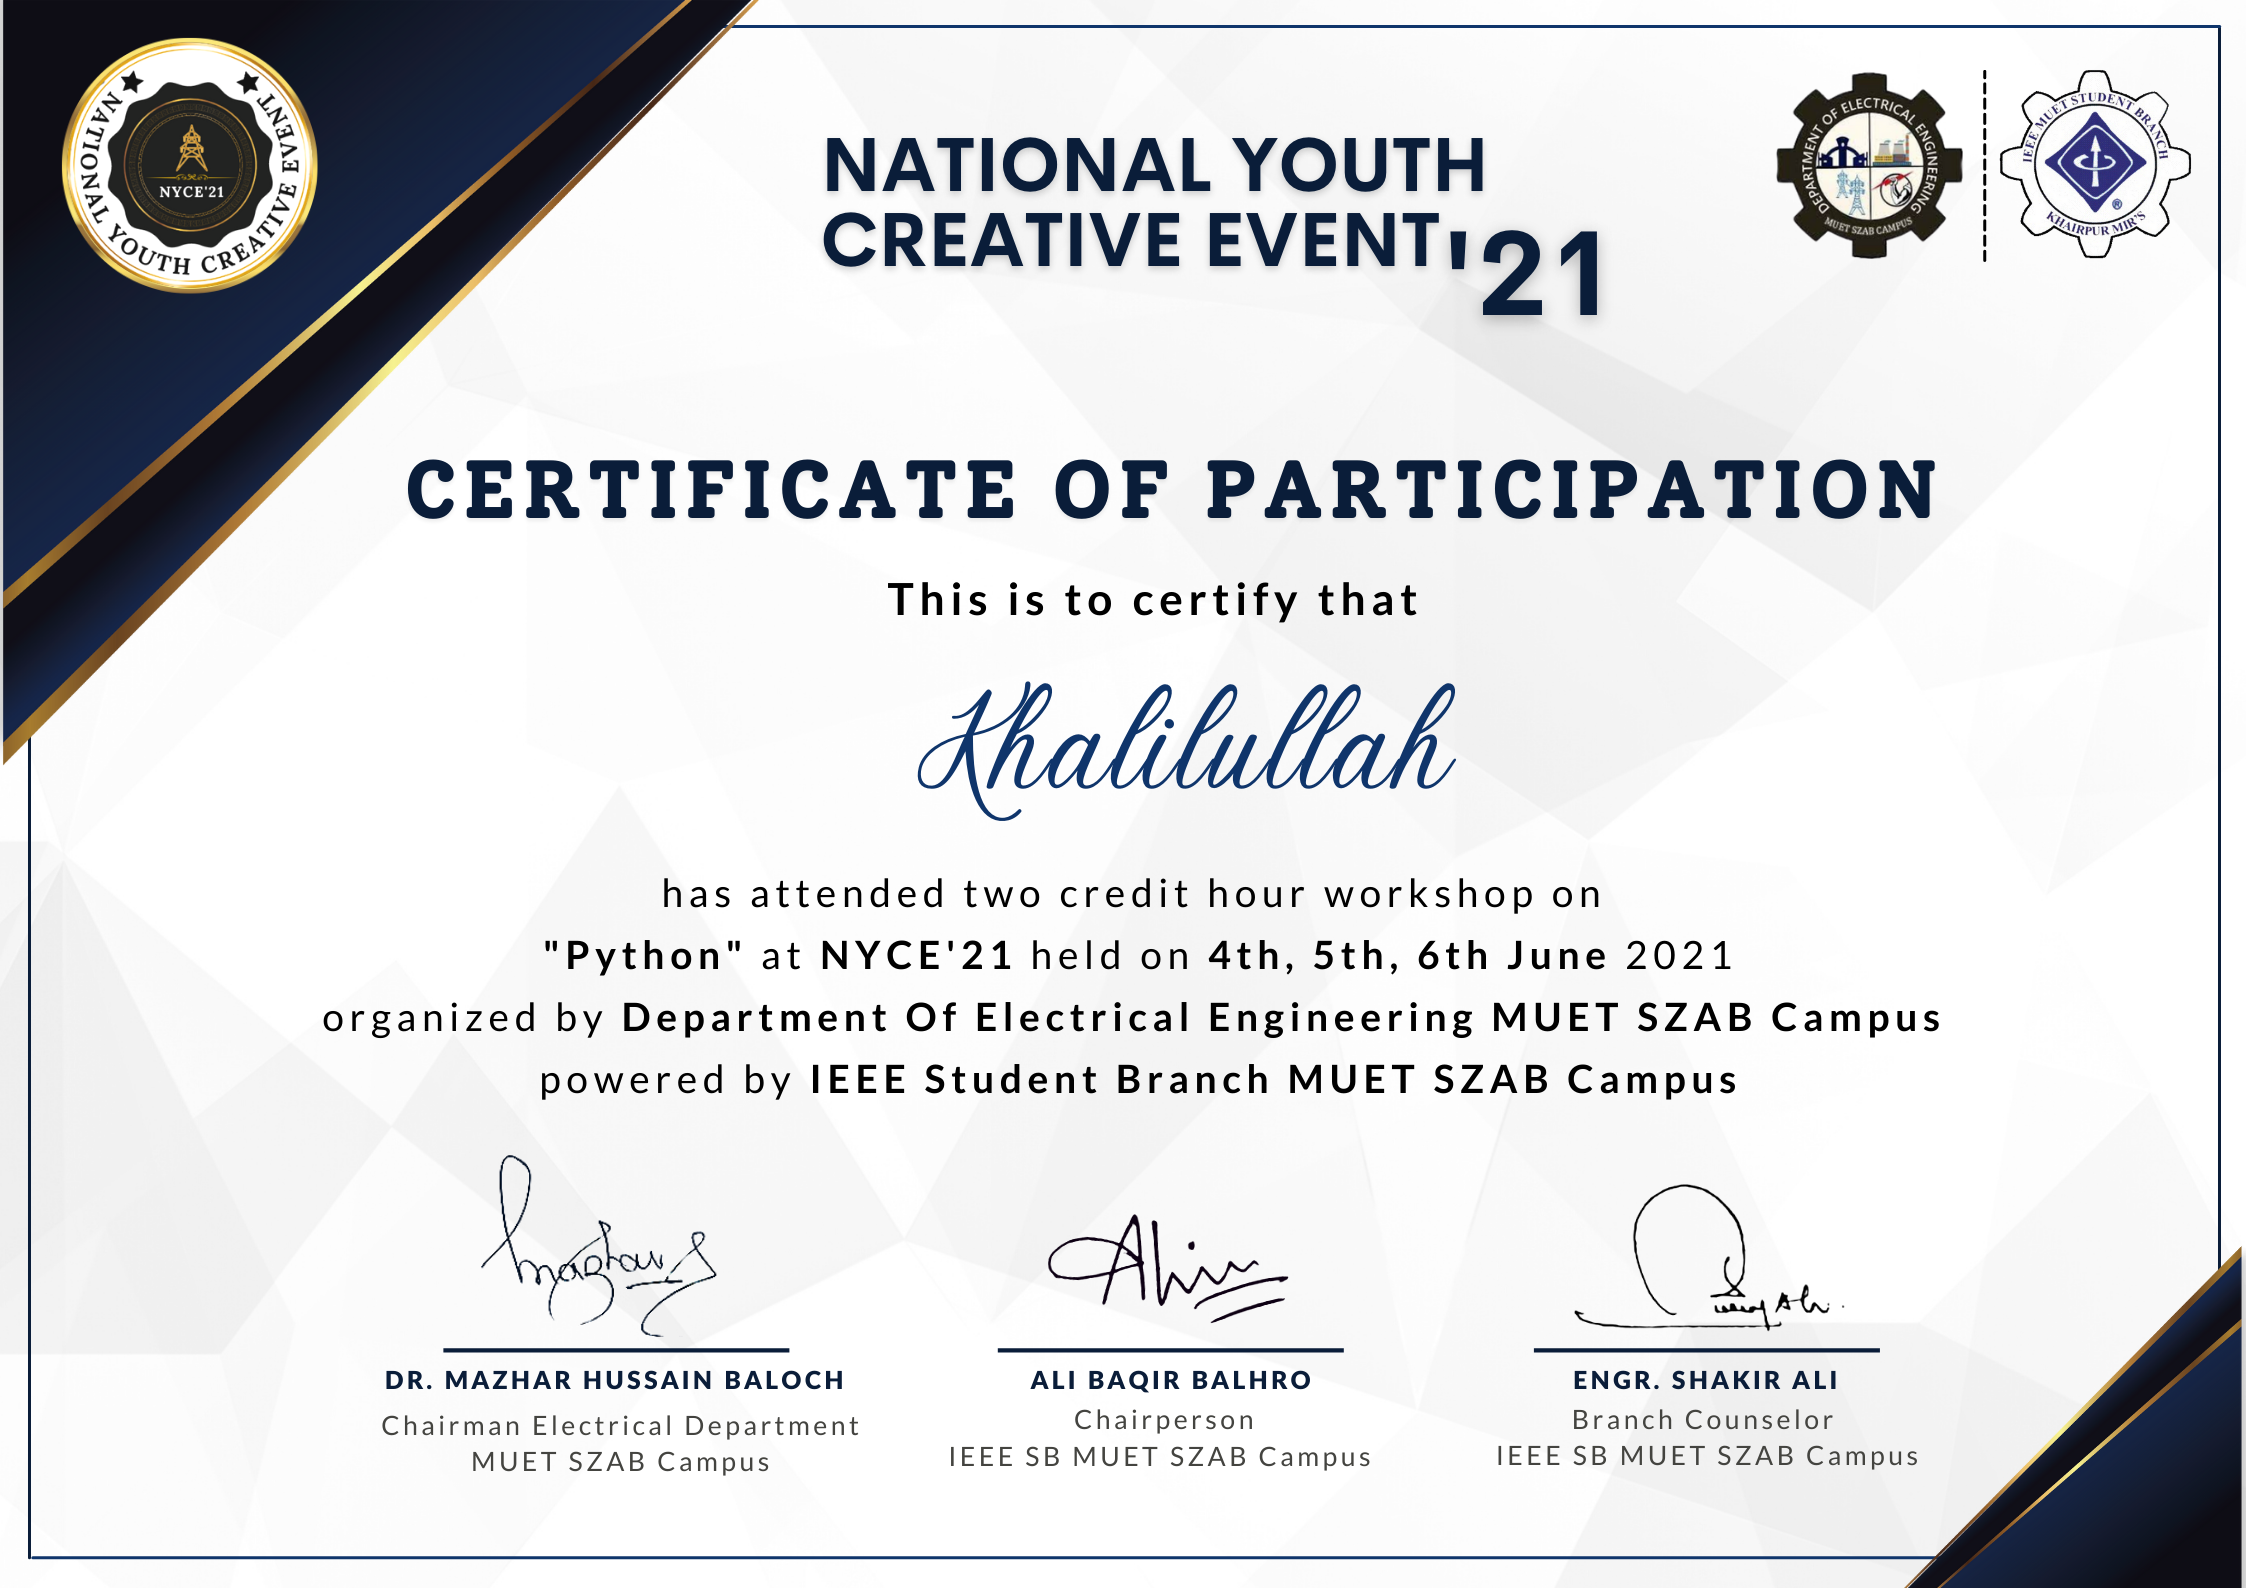 NATIONAL YOUTH CREATIVE EVENT
NYCE'21
NATIONAL YOUTH
CREATIVE EVENT
'21
DEPARTMENT OF ELECTRICAL ENGINEERING
MUET SZAB CAMPUS
IEEE MUET STUDENT BRANCH
®
KHAIRPUR MIR'S
CERTIFICATE OF PARTICIPATION
This is to certify that
Khalilullah
has attended two credit hour workshop on
"Python" at NYCE'21 held on 4th, 5th, 6th June 2021
organized by Department Of Electrical Engineering MUET SZAB Campus
powered by IEEE Student Branch MUET SZAB Campus
DR. MAZHAR HUSSAIN BALOCH
Chairman Electrical Department
MUET SZAB Campus
ALI BAQIR BALHRO
Chairperson
IEEE SB MUET SZAB Campus
ENGR. SHAKIR ALI
Branch Counselor
IEEE SB MUET SZAB Campus